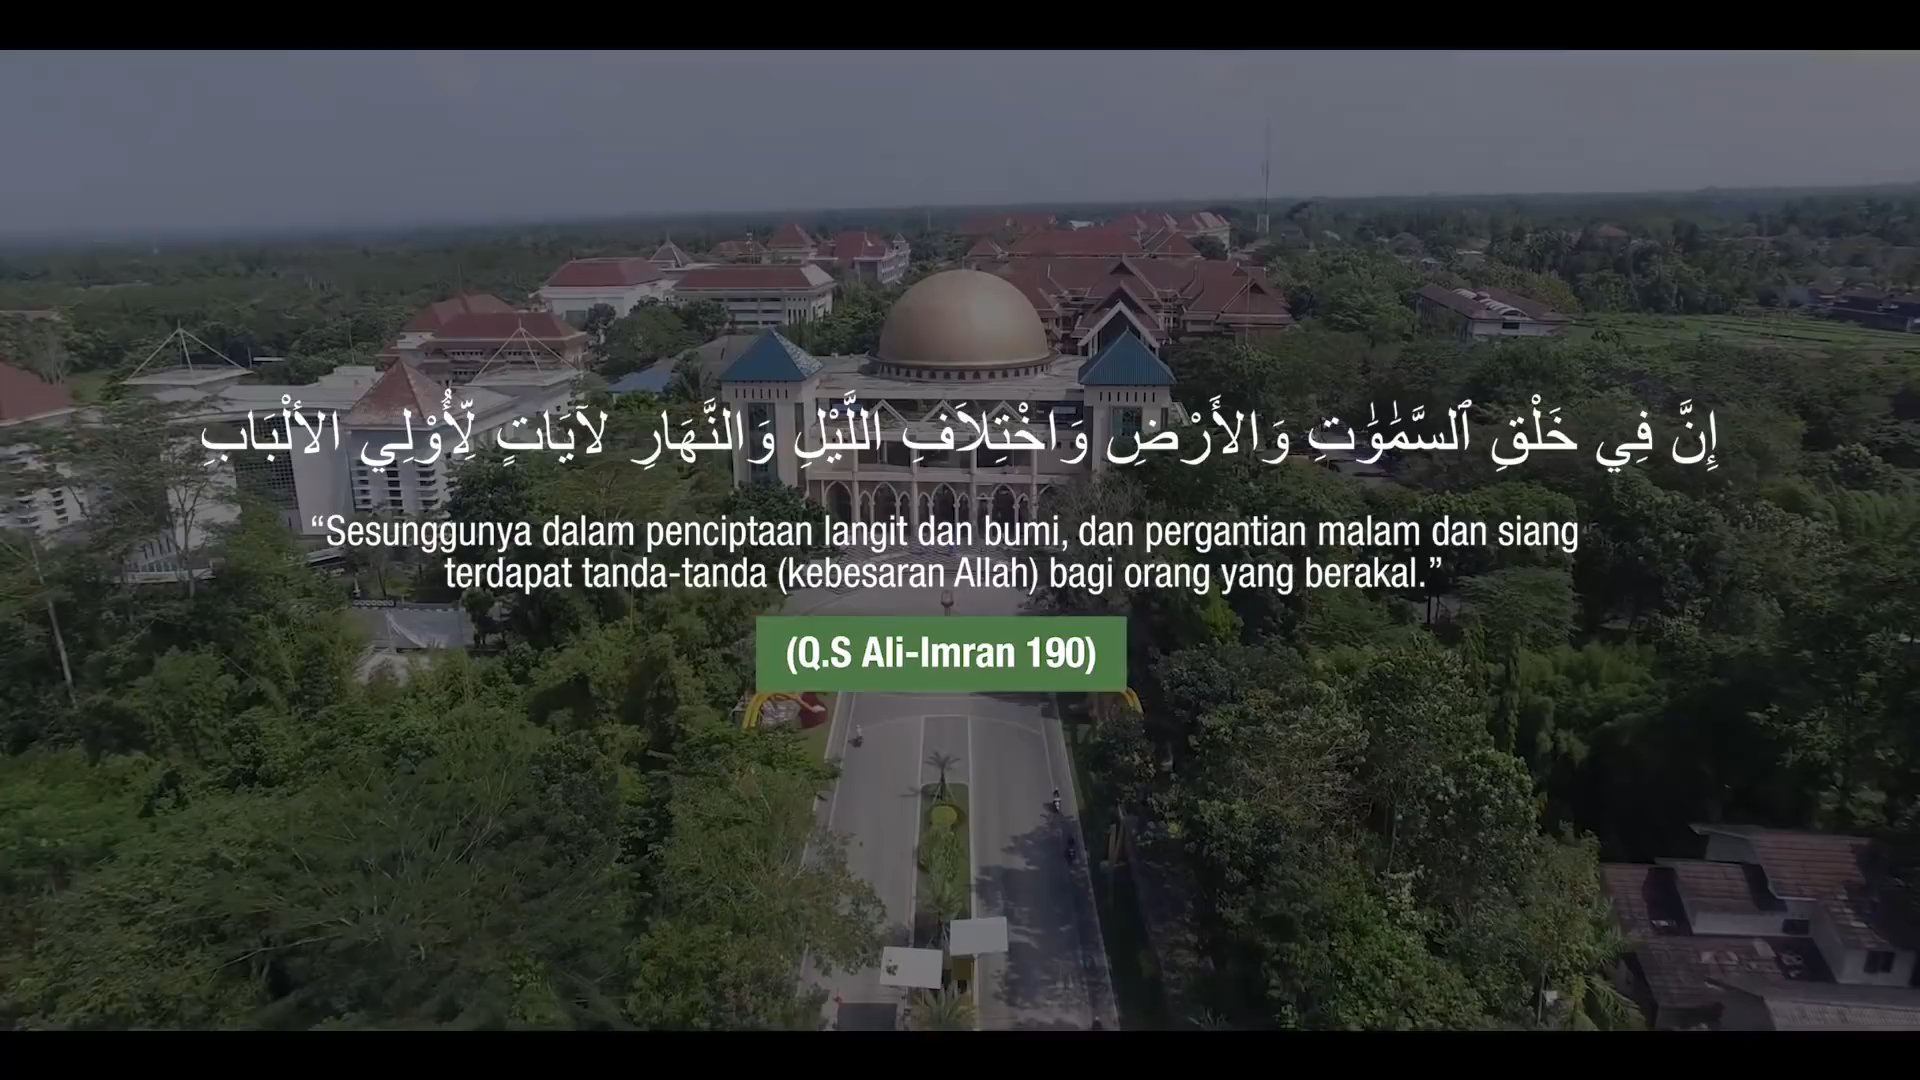 إِنَّ فِي خَلْقِ ٱلسَّمَٰوَٰتِ وَالأَرْضِ وَاخْتِلاَفِ اللَّيْلِ وَالنَّهَارِ لآيَاتٍ لِّأُوْلِي الألْبَابِ
“Sesunggunya dalam penciptaan langit dan bumi, dan pergantian malam dan siang
terdapat tanda-tanda (kebesaran Allah) bagi orang yang berakal.”
(Q.S Ali-Imran 190)